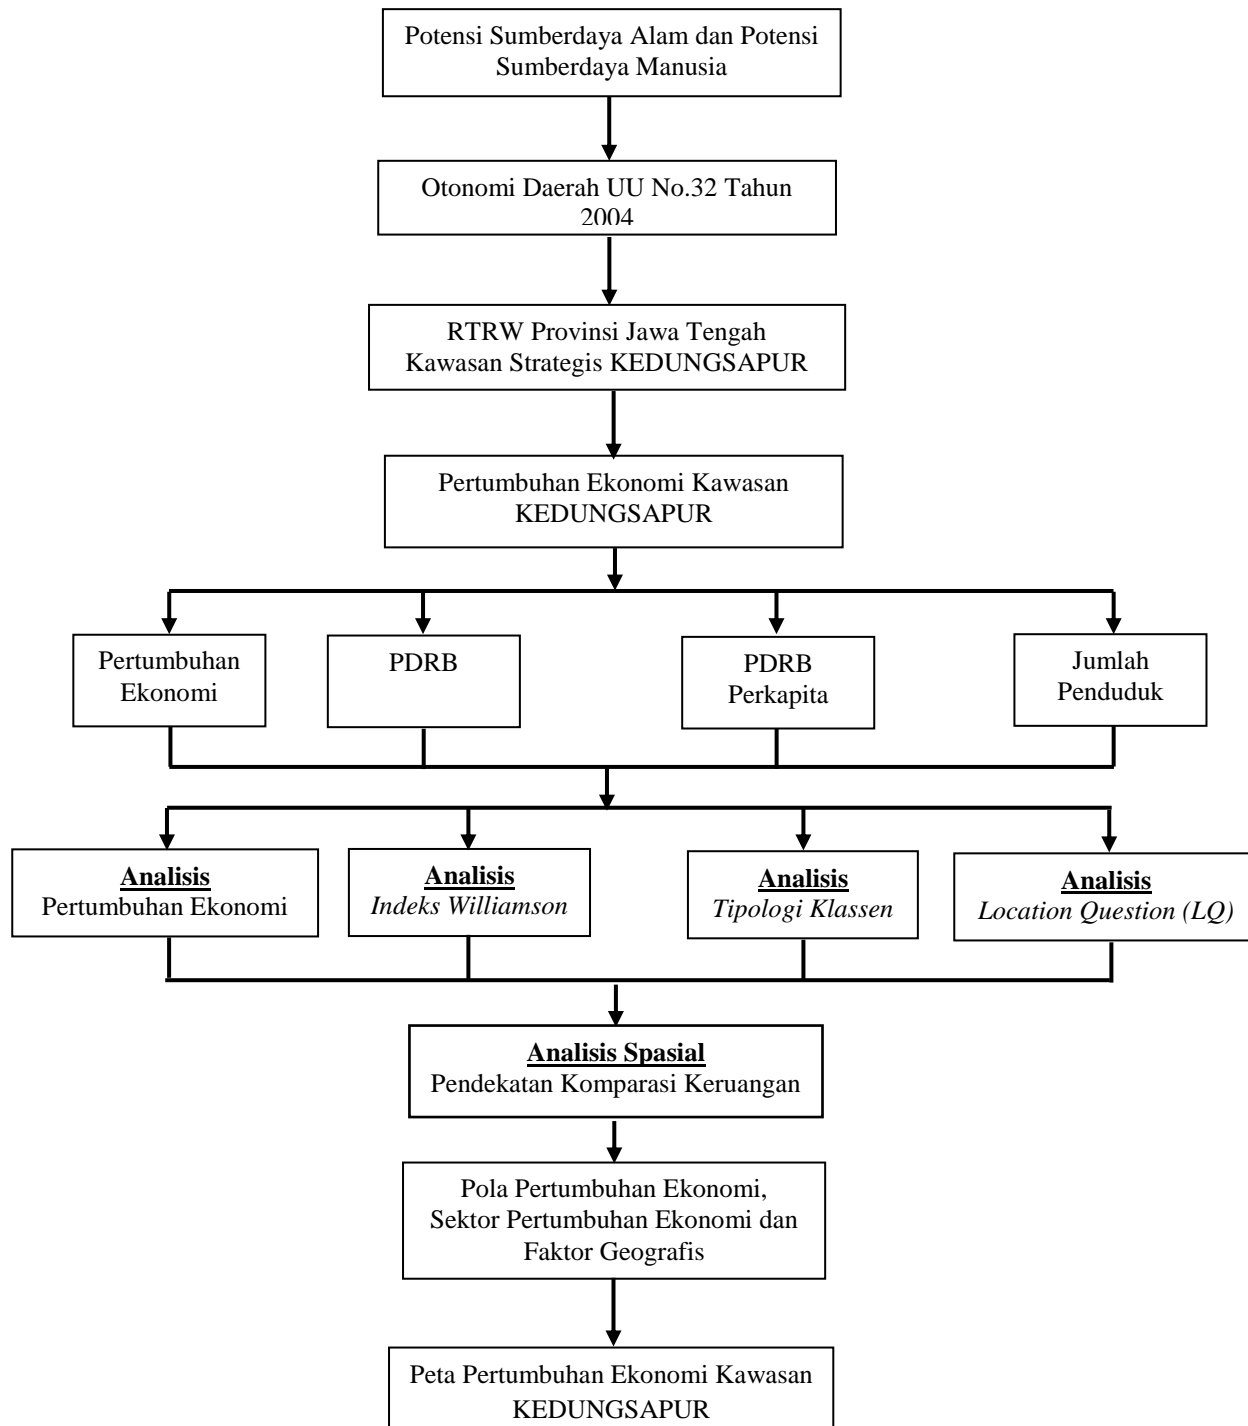 Potensi Sumberdaya Alam dan Potensi
Sumberdaya Manusia
Otonomi Daerah UU No.32 Tahun
2004
RTRW Provinsi Jawa Tengah
Kawasan Strategis KEDUNGSAPUR
Pertumbuhan Ekonomi Kawasan
KEDUNGSAPUR
Pertumbuhan
Ekonomi
PDRB
PDRB
Perkapita
Jumlah
Penduduk
Analisis
Pertumbuhan Ekonomi
Analisis
Indeks Williamson
Analisis
Tipologi Klassen
Analisis
Location Question (LQ)
Analisis Spasial
Pendekatan Komparasi Keruangan
Pola Pertumbuhan Ekonomi,
Sektor Pertumbuhan Ekonomi dan
Faktor Geografis
Peta Pertumbuhan Ekonomi Kawasan
KEDUNGSAPUR